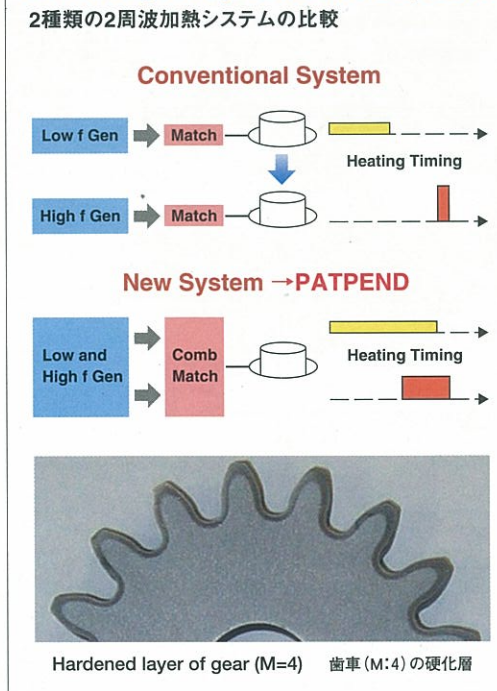 2種類の2周波加熱システムの比較
Conventional System
Low f Gen
Match
Heating Timing
High f Gen
Match
New System →PATPEND
Low and
High f Gen
Comb
Match
Heating Timing
Hardened layer of gear (M=4) 歯車(M:4)の硬化層